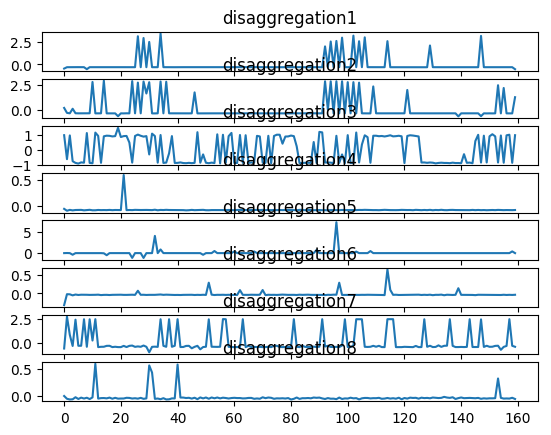 disaggregation1
2.5
0.0
disaggregation2
2.5
0.0
disaggregation3
1
0
−1
disaggregation4
0.5
0.0
disaggregation5
5
0
disaggregation6
0.5
0.0
disaggregation7
2.5
0.0
disaggregation8
0.5
0.0
0 20 40 60 80 100 120 140 160